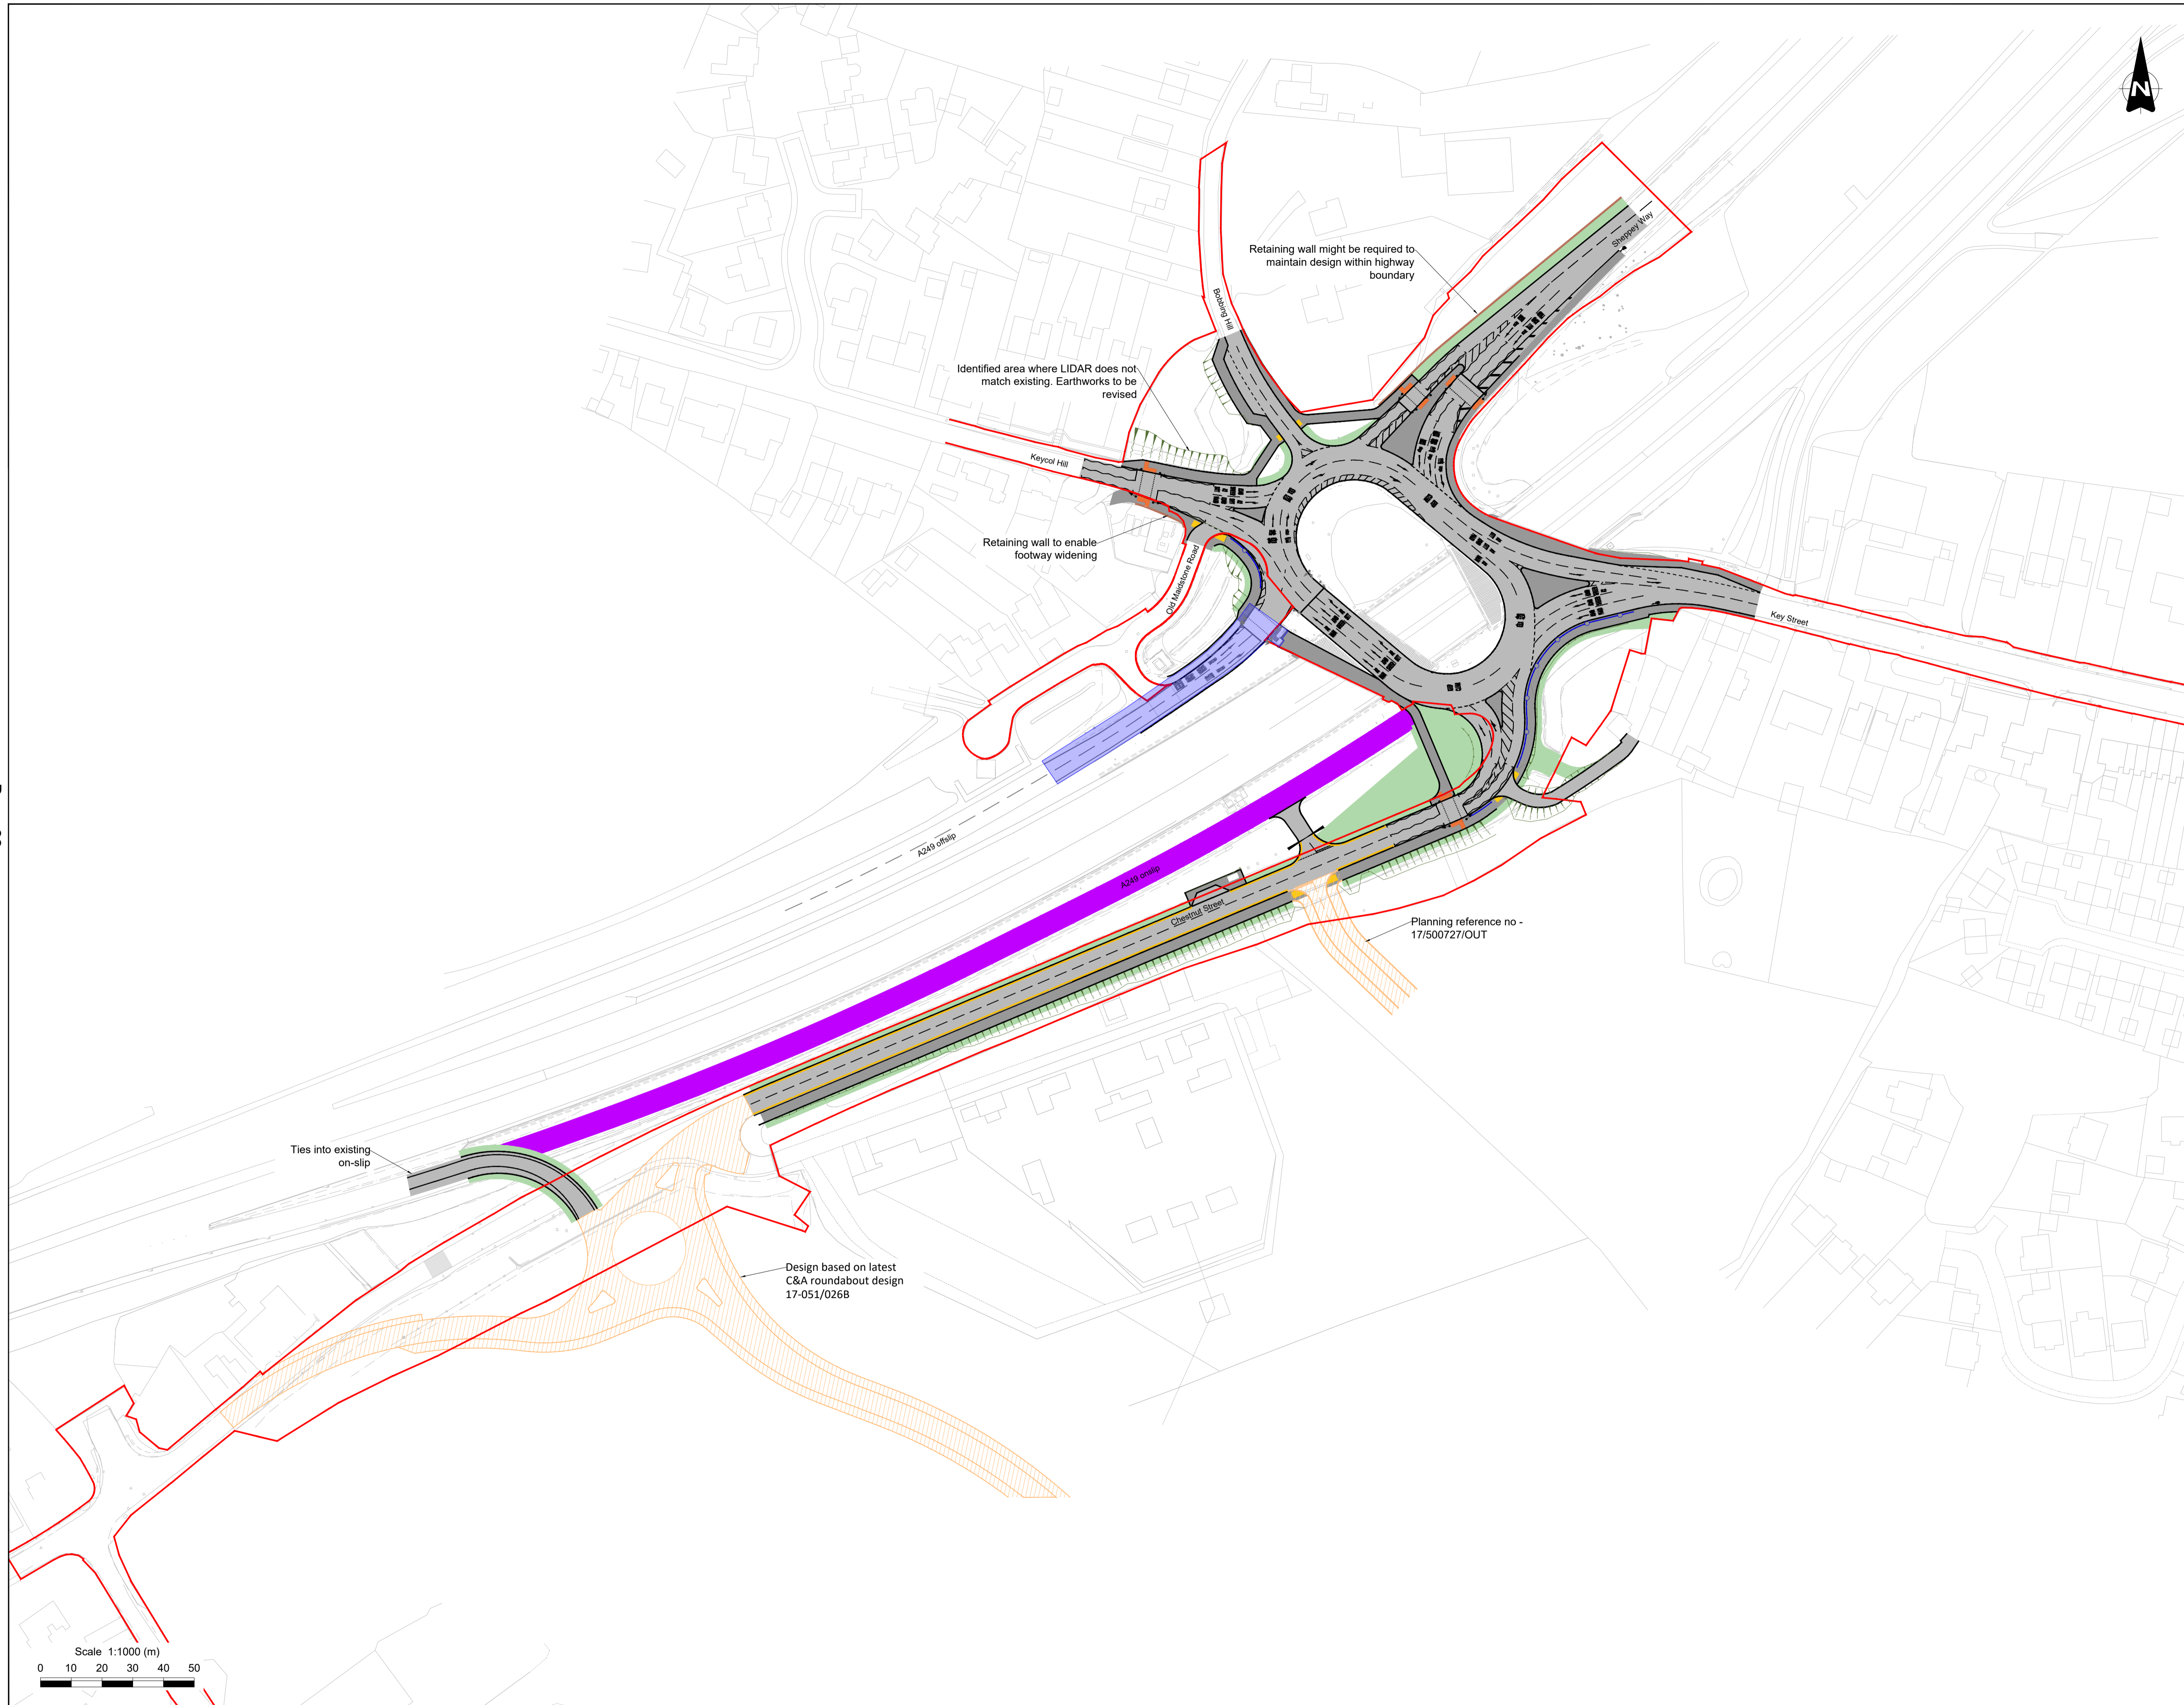 N
Retaining wall might be required to
maintain design within highway
boundary
Sheppey Way
Bobbing Hill
Identified area where LIDAR does not
match existing. Earthworks to be
revised
Keycol Hill
Retaining wall to enable
footway widening
Old Maidstone Road
Key Street
A249 offslip
A249 onslip
Chestnut Street
Planning reference no -
17/500727/OUT
Ties into existing
on-slip
Design based on latest
C&A roundabout design
17-051/026B
Scale 1:1000 (m)
0 10 20 30 40 50